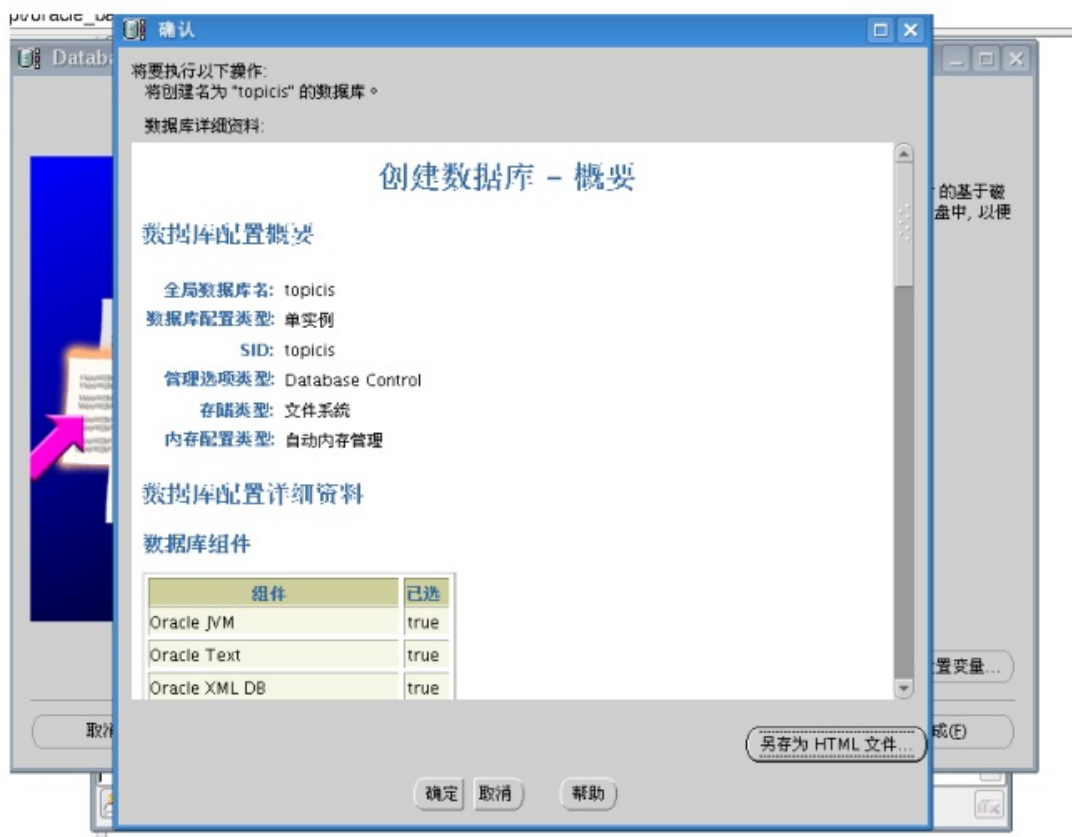 确认
Datab
将要执行以下操作:
将创建名为 "topicis" 的数据库。
数据库详细资料:
创建数据库 – 概要
的基于磁
盘中, 以便
数据库配置概要
全局数据库名: topicis
数据库配置类型: 单实例
SID: topicis
管理选项类型: Database Control
存储类型: 文件系统
内存配置类型: 自动内存管理
数据库配置详细资料
数据库组件
组件 已选
Oracle JVM true
Oracle Text true
Oracle XML DB true
置变量...
取消
成(F)
另存为 HTML 文件...
确定 取消 帮助